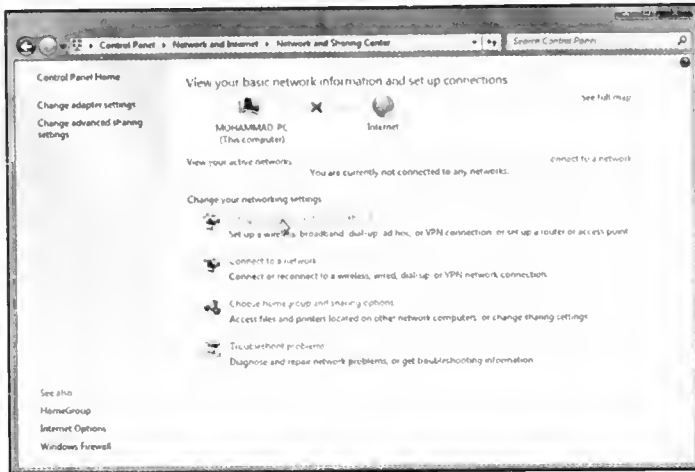 Control Panel ▸ Network and Internet ▸ Network and Sharing Center
Search Control Panel
Control Panel Home
Change adapter settings
Change advanced sharing
settings
See also
HomeGroup
Internet Options
Windows Firewall
View your basic network information and set up connections
See full map
MOHAMMAD-PC
(This computer)
Internet
View your active networks
Connect to a network
You are currently not connected to any networks.
Change your networking settings
Set up a wireless, broadband, dial-up, ad hoc, or VPN connection; or set up a router or access point.
Connect to a network
Connect or reconnect to a wireless, wired, dial-up, or VPN network connection.
Choose homegroup and sharing options
Access files and printers located on other network computers, or change sharing settings.
Troubleshoot problems
Diagnose and repair network problems, or get troubleshooting information.